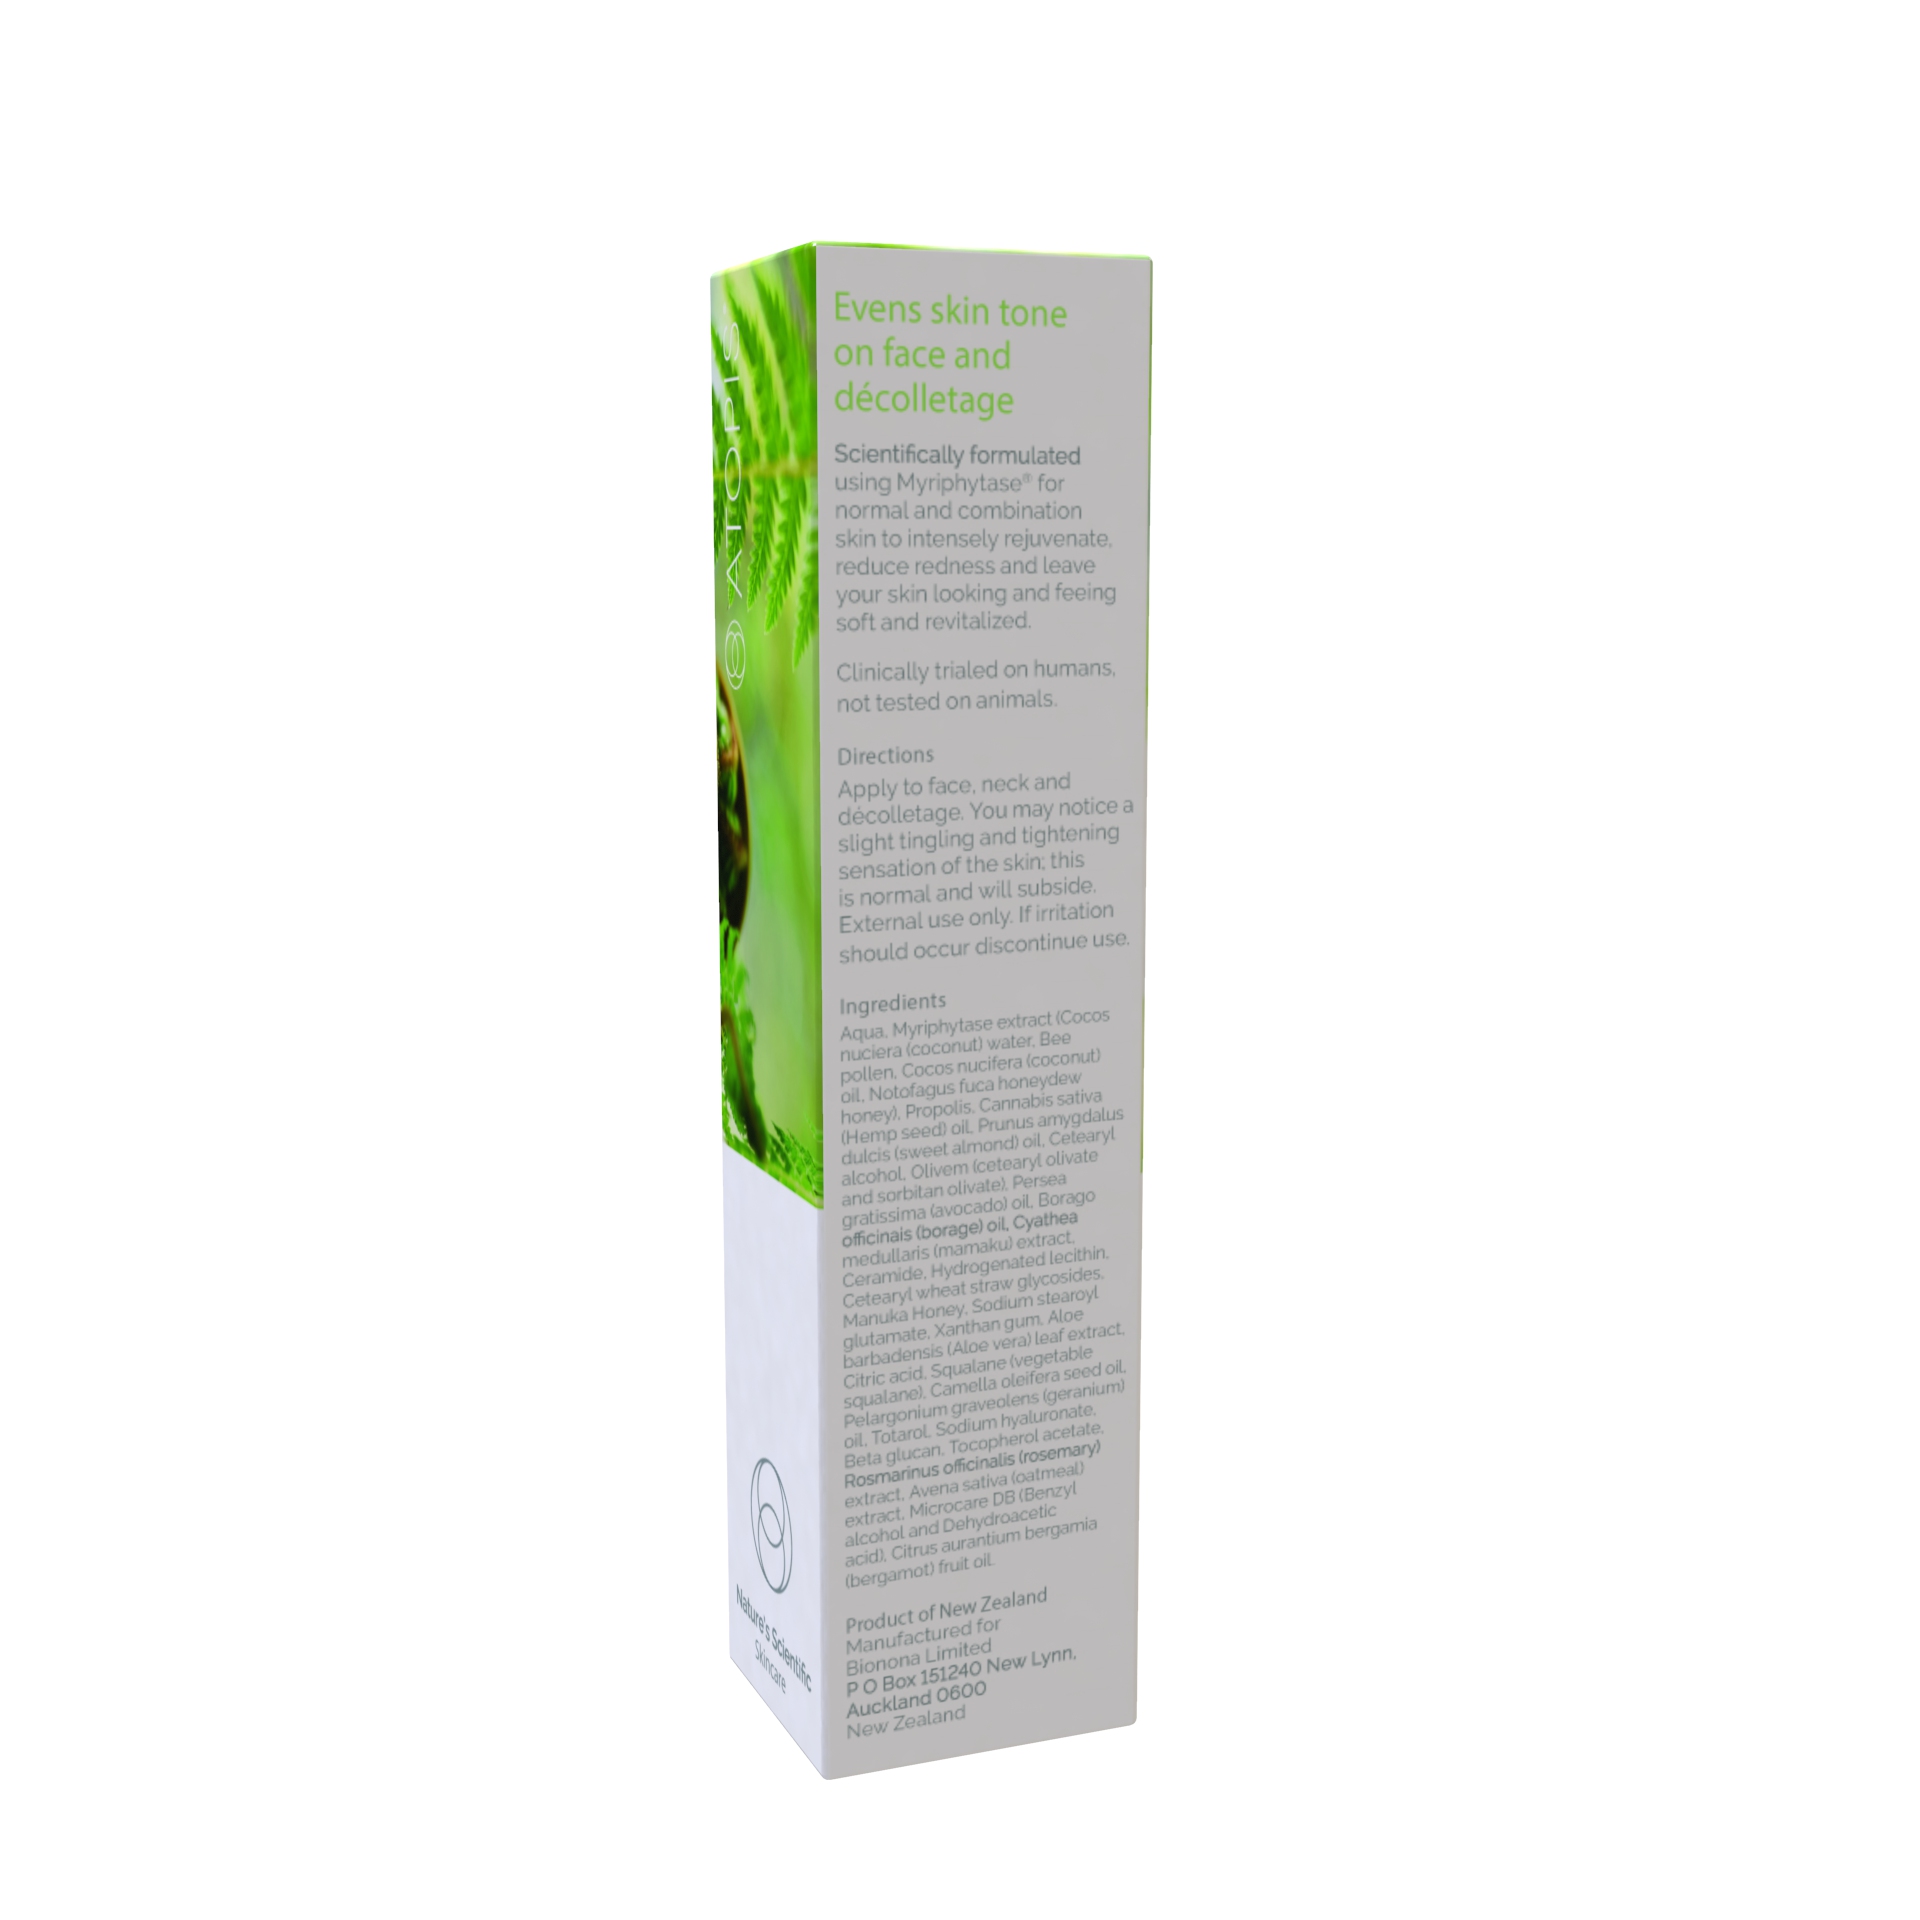 ATOPIS
Nature's Scientific
Skincare
Evens skin tone
on face and
décolletage
Scientifically formulated
using Myriphytase® for
normal and combination
skin to intensely rejuvenate,
reduce redness and leave
your skin looking and feeing
soft and revitalized.
Clinically trialed on humans,
not tested on animals.
Directions
Apply to face, neck and
décolletage. You may notice a
slight tingling and tightening
sensation of the skin; this
is normal and will subside.
External use only. If irritation
should occur discontinue use.
Ingredients
Aqua, Myriphytase extract (Cocos
nuciera (coconut) water, Bee
pollen, Cocos nucifera (coconut)
oil, Notofagus fuca honeydew
honey), Propolis, Cannabis sativa
(Hemp seed) oil, Prunus amygdalus
dulcis (sweet almond) oil, Cetearyl
alcohol, Olivem (cetearyl olivate
and sorbitan olivate), Persea
gratissima (avocado) oil, Borago
officinais (borage) oil, Cyathea
medullaris (mamaku) extract,
Ceramide, Hydrogenated lecithin,
Cetearyl wheat straw glycosides,
Manuka Honey, Sodium stearoyl
glutamate, Xanthan gum, Aloe
barbadensis (Aloe vera) leaf extract,
Citric acid, Squalane (vegetable
squalane), Camella oleifera seed oil,
Pelargonium graveolens (geranium)
oil, Totarol, Sodium hyaluronate,
Beta glucan, Tocopherol acetate,
Rosmarinus officinalis (rosemary)
extract, Avena sativa (oatmeal)
extract, Microcare DB (Benzyl
alcohol and Dehydroacetic
acid), Citrus aurantium bergamia
(bergamot) fruit oil.
Product of New Zealand
Manufactured for
Bionona Limited
P O Box 151240 New Lynn,
Auckland 0600
New Zealand